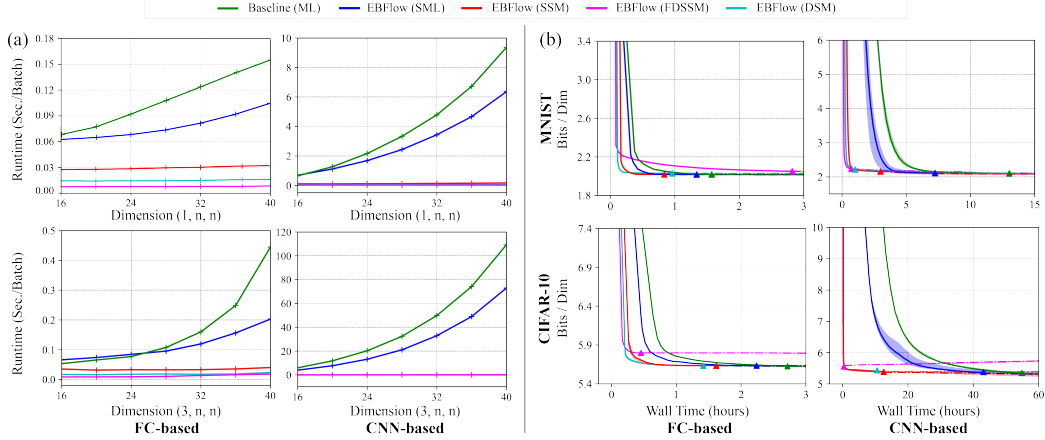 Baseline (ML) EBFlow (SML) EBFlow (SSM) EBFlow (FDSSM) EBFlow (DSM)
(a)
Runtime (Sec./Batch)
0.18
0.15
0.12
0.09
0.06
0.03
0.00
16 24 32 40
Dimension (1, n, n)
10
8
6
4
2
0
16 24 32 40
Dimension (1, n, n)
Runtime (Sec./Batch)
0.5
0.4
0.3
0.2
0.1
0.0
16 24 32 40
Dimension (3, n, n)
FC-based
120
100
80
60
40
20
0
16 24 32 40
Dimension (3, n, n)
CNN-based
(b)
MNIST
Bits / Dim
3.4
3.0
2.6
2.2
1.8
0 1 2 3
6
5
4
3
2
0 5 10 15
CIFAR-10
Bits / Dim
7.4
6.9
6.4
5.9
5.4
0 1 2 3
Wall Time (hours)
FC-based
10
9
8
7
6
5
0 20 40 60
Wall Time (hours)
CNN-based